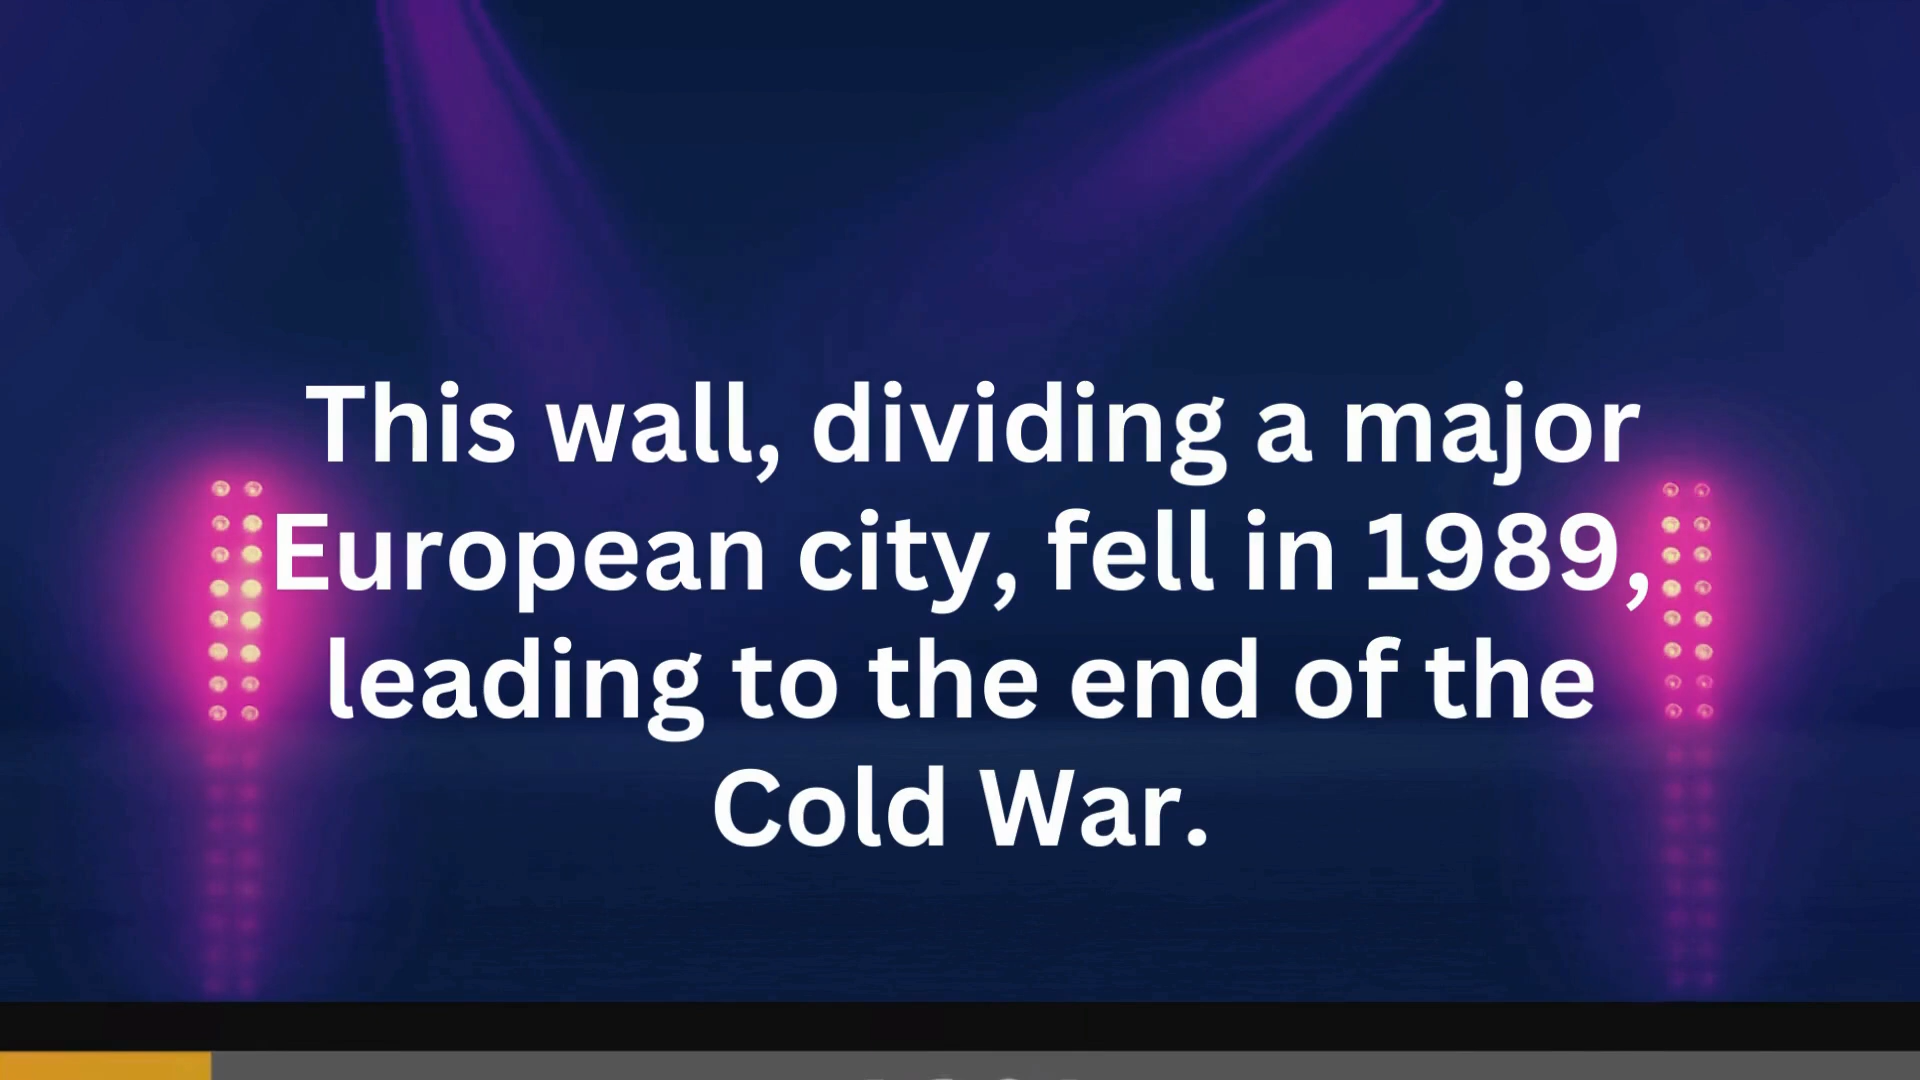 This wall, dividing a major
European city, fell in 1989,
leading to the end of the
Cold War.